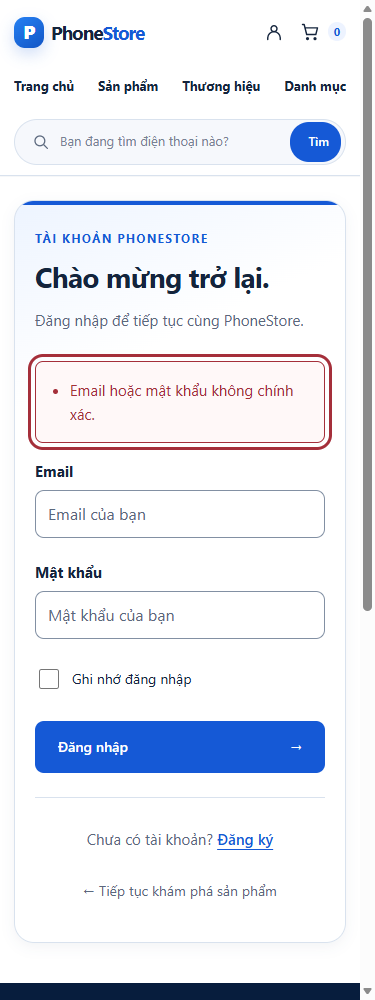 P PhoneStore 0
Trang chủ Sản phẩm Thương hiệu Danh mục
Bạn đang tìm điện thoại nào? Tìm
TÀI KHOẢN PHONESTORE
Chào mừng trở lại.
Đăng nhập để tiếp tục cùng PhoneStore.
• Email hoặc mật khẩu không chính
xác.
Email
Email của bạn
Mật khẩu
Mật khẩu của bạn
Ghi nhớ đăng nhập
Đăng nhập →
Chưa có tài khoản? Đăng ký
← Tiếp tục khám phá sản phẩm